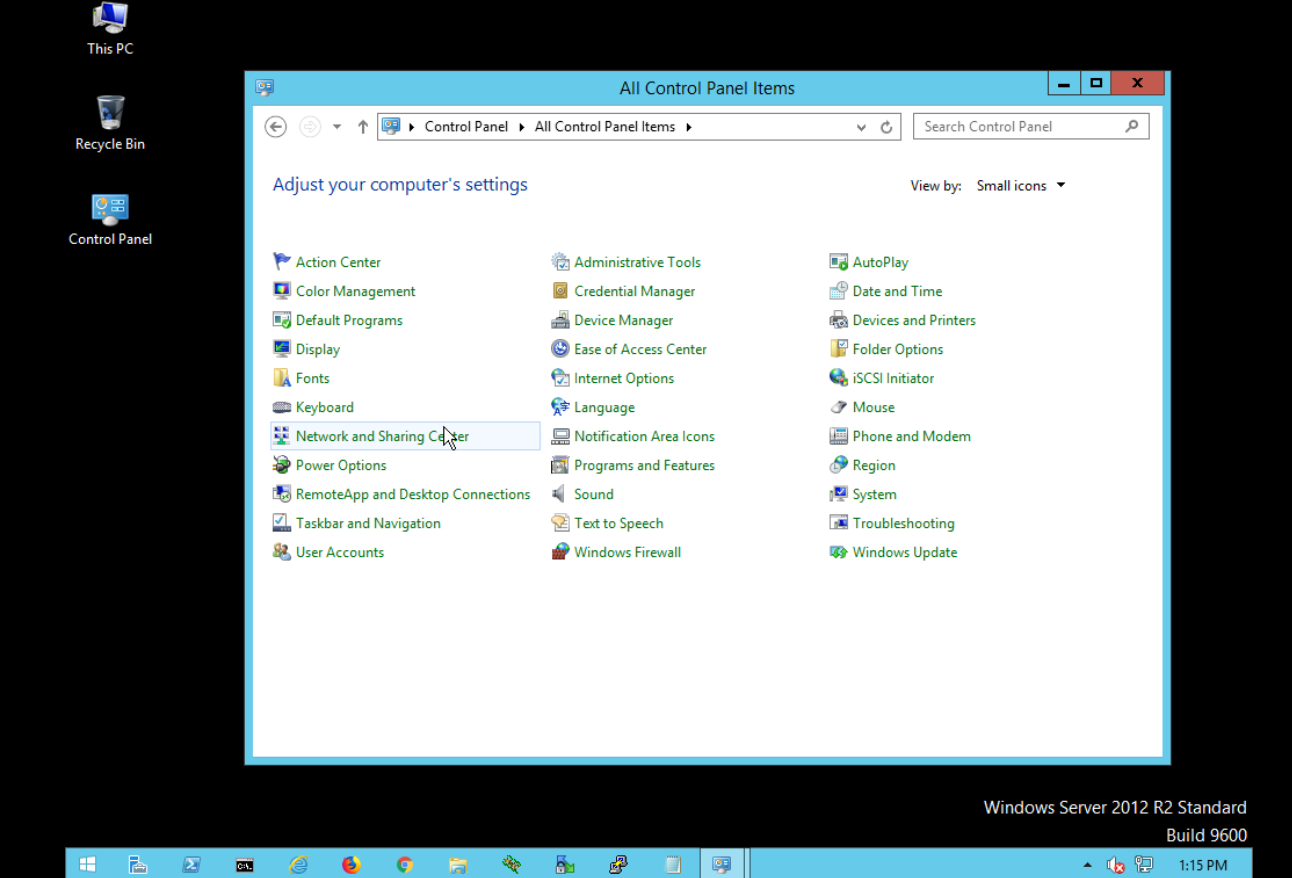 This PC
Recycle Bin
Control Panel
All Control Panel Items
Control Panel
All Control Panel Items
Search Control Panel
Adjust your computer's settings
View by: Small icons
Action Center
Administrative Tools
AutoPlay
Color Management
Credential Manager
Date and Time
Default Programs
Device Manager
Devices and Printers
Display
Ease of Access Center
Folder Options
Fonts
Internet Options
iSCSI Initiator
Keyboard
Language
Mouse
Network and Sharing Center
Notification Area Icons
Phone and Modem
Power Options
Programs and Features
Region
RemoteApp and Desktop Connections
Sound
System
Taskbar and Navigation
Text to Speech
Troubleshooting
User Accounts
Windows Firewall
Windows Update
Windows Server 2012 R2 Standard
Build 9600
1:15 PM